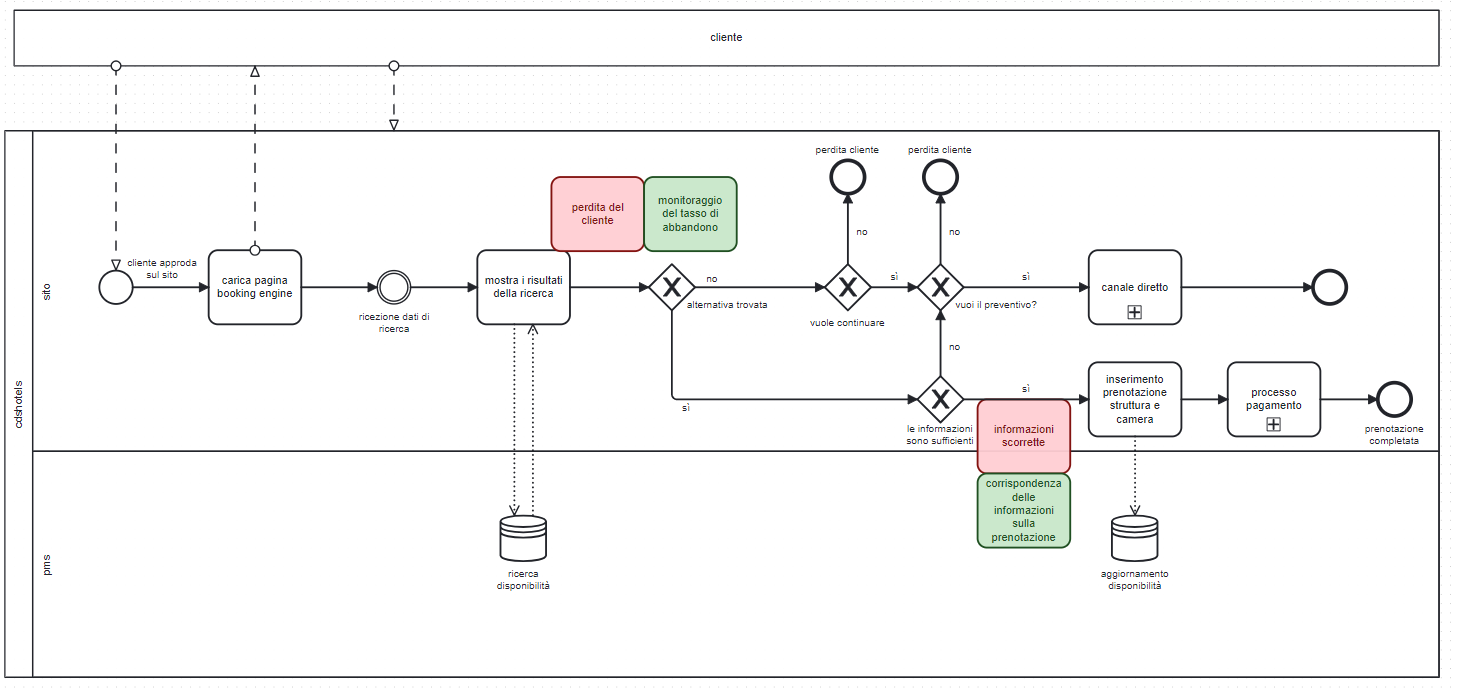 cliente
cdshotels
sito
pms
cliente approda
sul sito
carica pagina
booking engine
ricezione dati di
ricerca
mostra i risultati
della ricerca
perdita del
cliente
monitoraggio
del tasso di
abbandono
no
alternativa trovata
sì
perdita cliente
no
vuole continuare
sì
perdita cliente
no
vuoi il preventivo?
sì
canale diretto
no
le informazioni
sono sufficienti
sì
informazioni
scorrette
corrispondenza
delle
informazioni
sulla
prenotazione
inserimento
prenotazione
struttura e
camera
processo
pagamento
prenotazione
completata
ricerca
disponibilità
aggiornamento
disponibilità